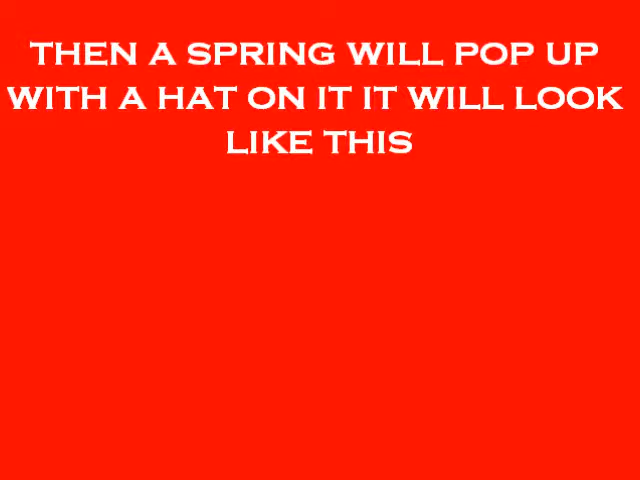 THEN A SPRING WILL POP UP
WITH A HAT ON IT IT WILL LOOK
LIKE THIS